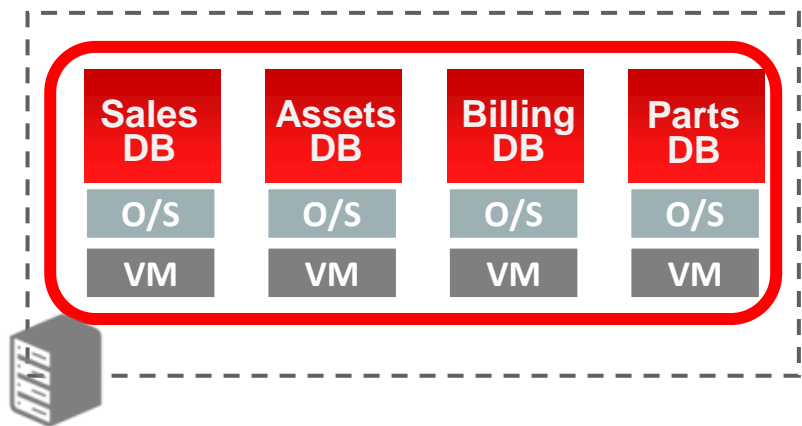 Sales
DB
Assets
DB
Billing
DB
Parts
DB
O/S
O/S
O/S
O/S
VM
VM
VM
VM